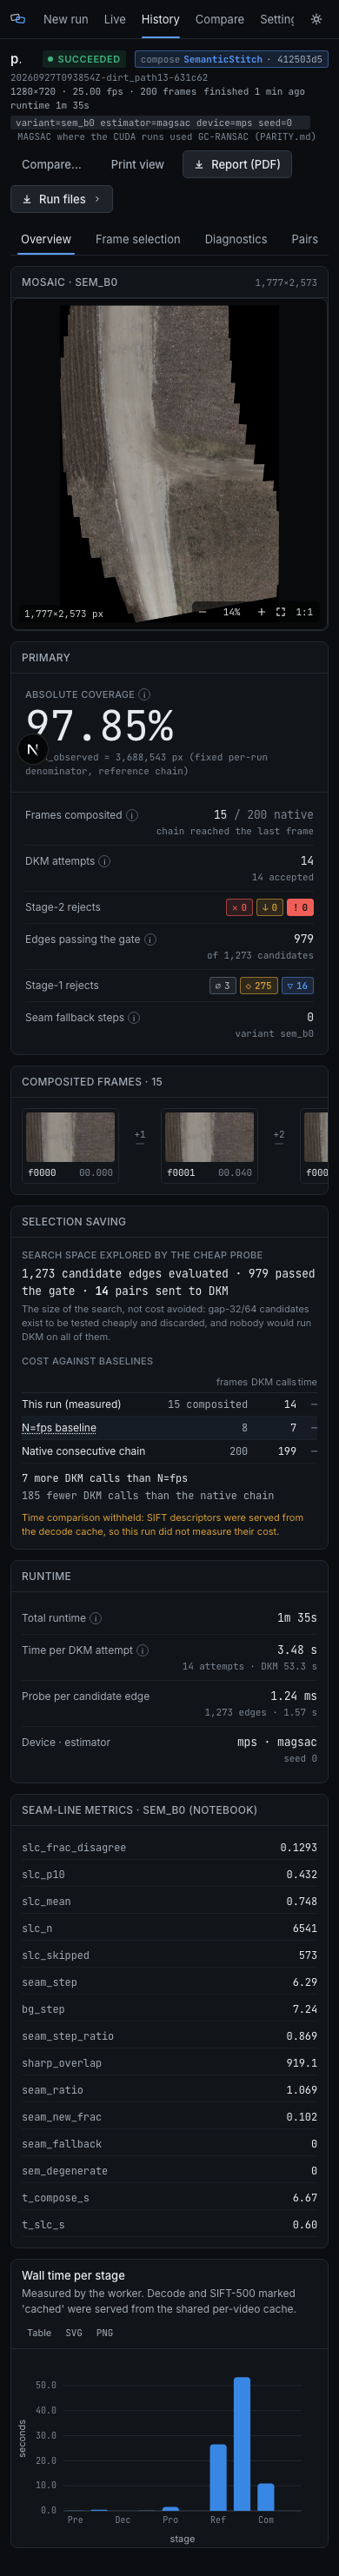 New run Live History Compare Setting
p. SUCCEEDED compose SemanticStitch · 412503d5
20260927T093854Z-dirt_path13-631c62
1280×720 · 25.00 fps · 200 frames finished 1 min ago
runtime 1m 35s
variant=sem_b0 estimator=magsac device=mps seed=0
MAGSAC where the CUDA runs used GC-RANSAC (PARITY.md)
Compare... Print view Report (PDF)
Run files ›
Overview Frame selection Diagnostics Pairs
MOSAIC · SEM_B0 1,777×2,573
1,777×2,573 px − 14% + 1:1
PRIMARY
ABSOLUTE COVERAGE i
97.85%
N
_observed = 3,688,543 px (fixed per-run
denominator, reference chain)
Frames composited i 15 / 200 native
chain reached the last frame
DKM attempts i 14
14 accepted
Stage-2 rejects × 0 ↓ 0 ! 0
Edges passing the gate i 979
of 1,273 candidates
Stage-1 rejects ⌀ 3 ◇ 275 ▽ 16
Seam fallback steps i 0
variant sem_b0
COMPOSITED FRAMES · 15
+1 +2
f0000 00.000 f0001 00.040 f000
SELECTION SAVING
SEARCH SPACE EXPLORED BY THE CHEAP PROBE
1,273 candidate edges evaluated · 979 passed
the gate · 14 pairs sent to DKM
The size of the search, not cost avoided: gap-32/64 candidates
exist to be tested cheaply and discarded, and nobody would run
DKM on all of them.
COST AGAINST BASELINES
frames DKM calls time
This run (measured) 15 composited 14 —
N=fps baseline 8 7 —
Native consecutive chain 200 199 —
7 more DKM calls than N=fps
185 fewer DKM calls than the native chain
Time comparison withheld: SIFT descriptors were served from
the decode cache, so this run did not measure their cost.
RUNTIME
Total runtime i 1m 35s
Time per DKM attempt i 3.48 s
14 attempts · DKM 53.3 s
Probe per candidate edge 1.24 ms
1,273 edges · 1.57 s
Device · estimator mps · magsac
seed 0
SEAM-LINE METRICS · SEM_B0 (NOTEBOOK)
slc_frac_disagree 0.1293
slc_p10 0.432
slc_mean 0.748
slc_n 6541
slc_skipped 573
seam_step 6.29
bg_step 7.24
seam_step_ratio 0.869
sharp_overlap 919.1
seam_ratio 1.069
seam_new_frac 0.102
seam_fallback 0
sem_degenerate 0
t_compose_s 6.67
t_slc_s 0.60
Wall time per stage
Measured by the worker. Decode and SIFT-500 marked
'cached' were served from the shared per-video cache.
Table SVG PNG
seconds
50.0
40.0
30.0
20.0
10.0
0.0
Pre Dec Pro Ref Com
stage